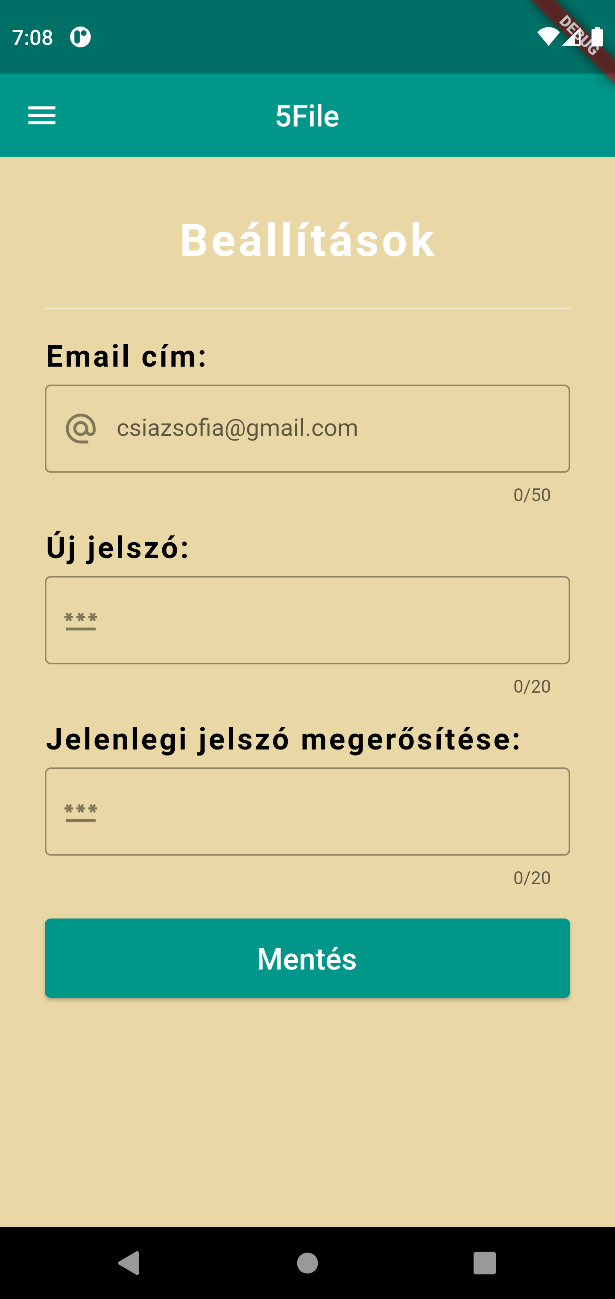 7:08
DEBUG
5File
Beállítások
Email cím:
csiazsofia@gmail.com
0/50
Új jelszó:
***
0/20
Jelenlegi jelszó megerősítése:
***
0/20
Mentés